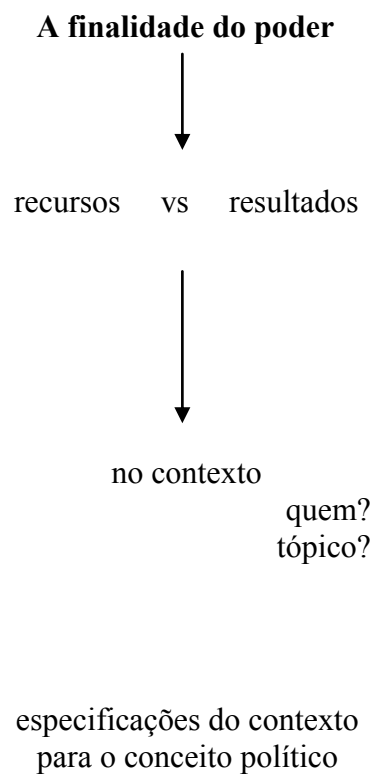 A finalidade do poder
recursos vs resultados
no contexto
quem?
tópico?
especificações do contexto
para o conceito político